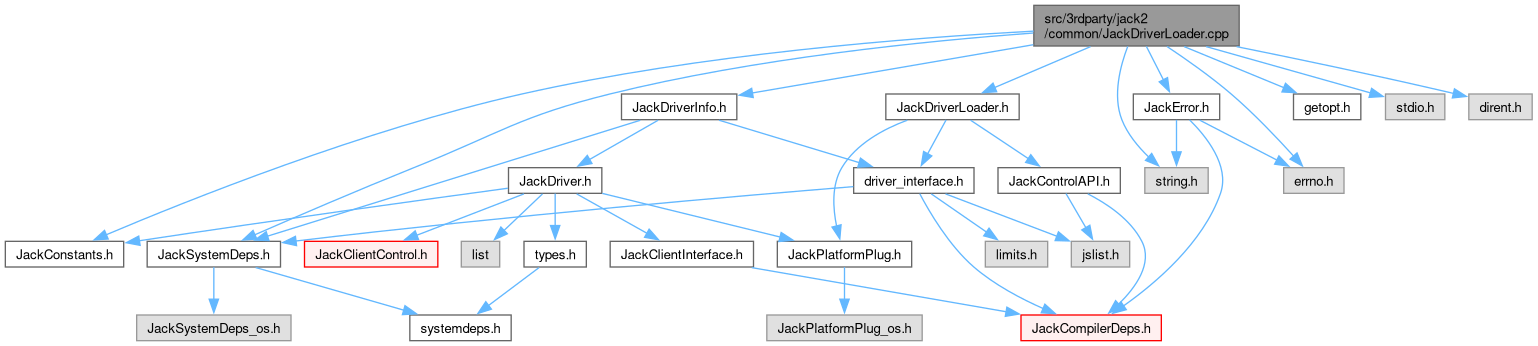 src/3rdparty/jack2
/common/JackDriverLoader.cpp
JackDriverInfo.h
JackDriverLoader.h
JackError.h
getopt.h
stdio.h
dirent.h
JackDriver.h
driver_interface.h
JackControlAPI.h
string.h
errno.h
JackConstants.h
JackSystemDeps.h
JackClientControl.h
list
types.h
JackClientInterface.h
JackPlatformPlug.h
limits.h
jslist.h
JackSystemDeps_os.h
systemdeps.h
JackPlatformPlug_os.h
JackCompilerDeps.h